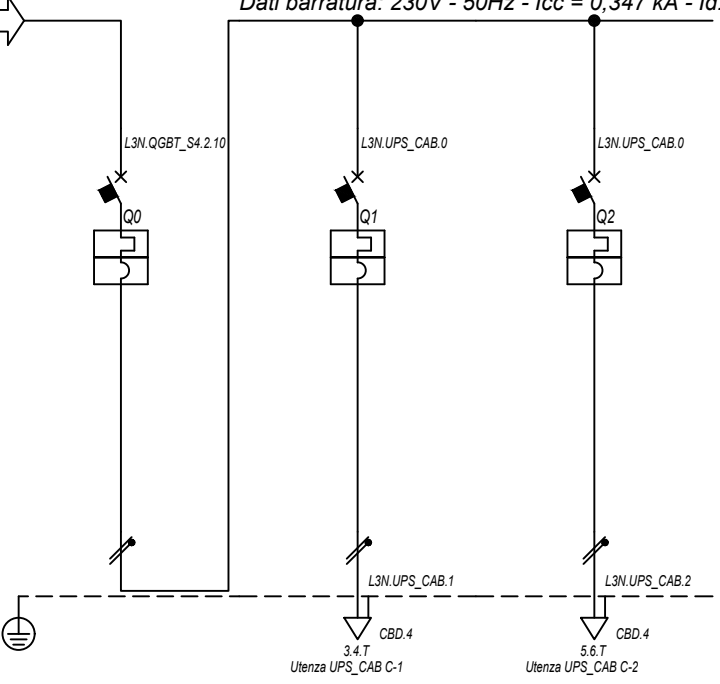 Dati barratura: 230V - 50Hz - Icc = 0,347 kA -
L3N.QGBT_S4.2.10
L3N.UPS_CAB.0
L3N.UPS_CAB.0
Q0
Q1
Q2
L3N.UPS_CAB.1
L3N.UPS_CAB.2
CBD.4
CBD.4
3.4.T
5.6.T
Utenza UPS_CAB C-1
Utenza UPS_CAB C-2